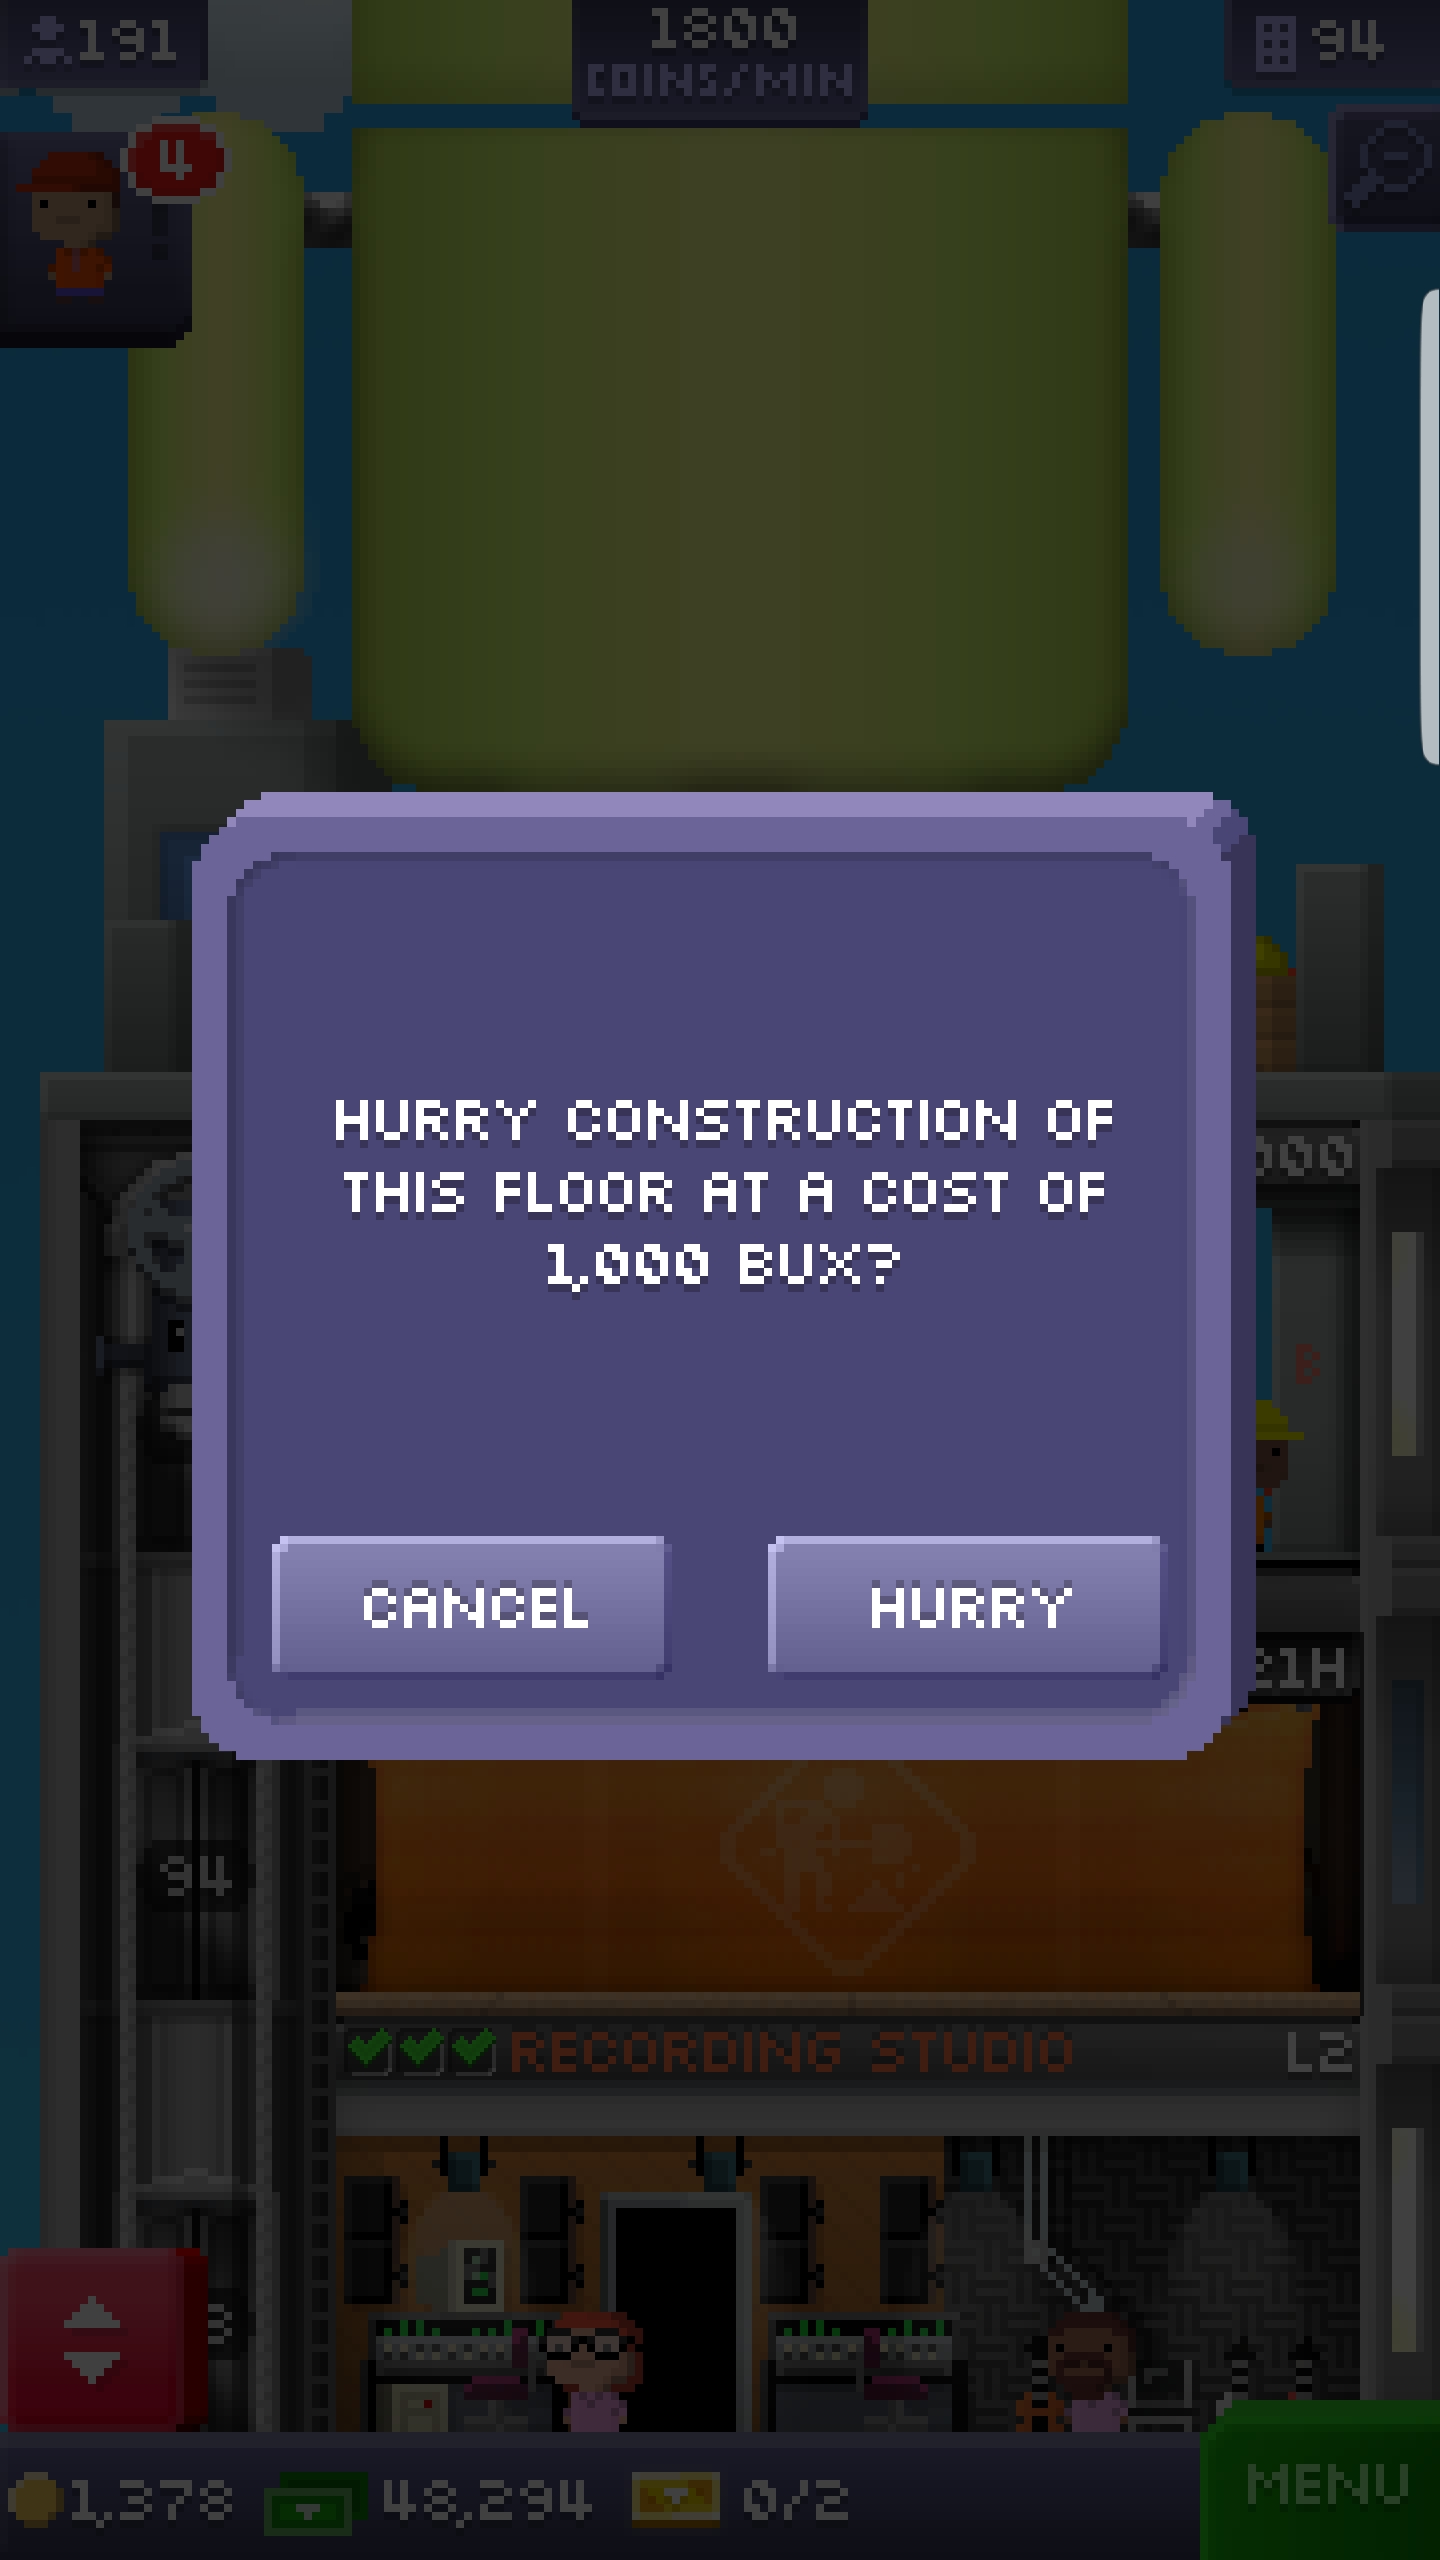 191
1800
COINS/MIN
94
4
HURRY CONSTRUCTION OF
THIS FLOOR AT A COST OF
1,000 BUX?
CANCEL
HURRY
000
B
21H
94
RECORDING STUDIO
L2
3
1,378
48,294
0/2
MENU